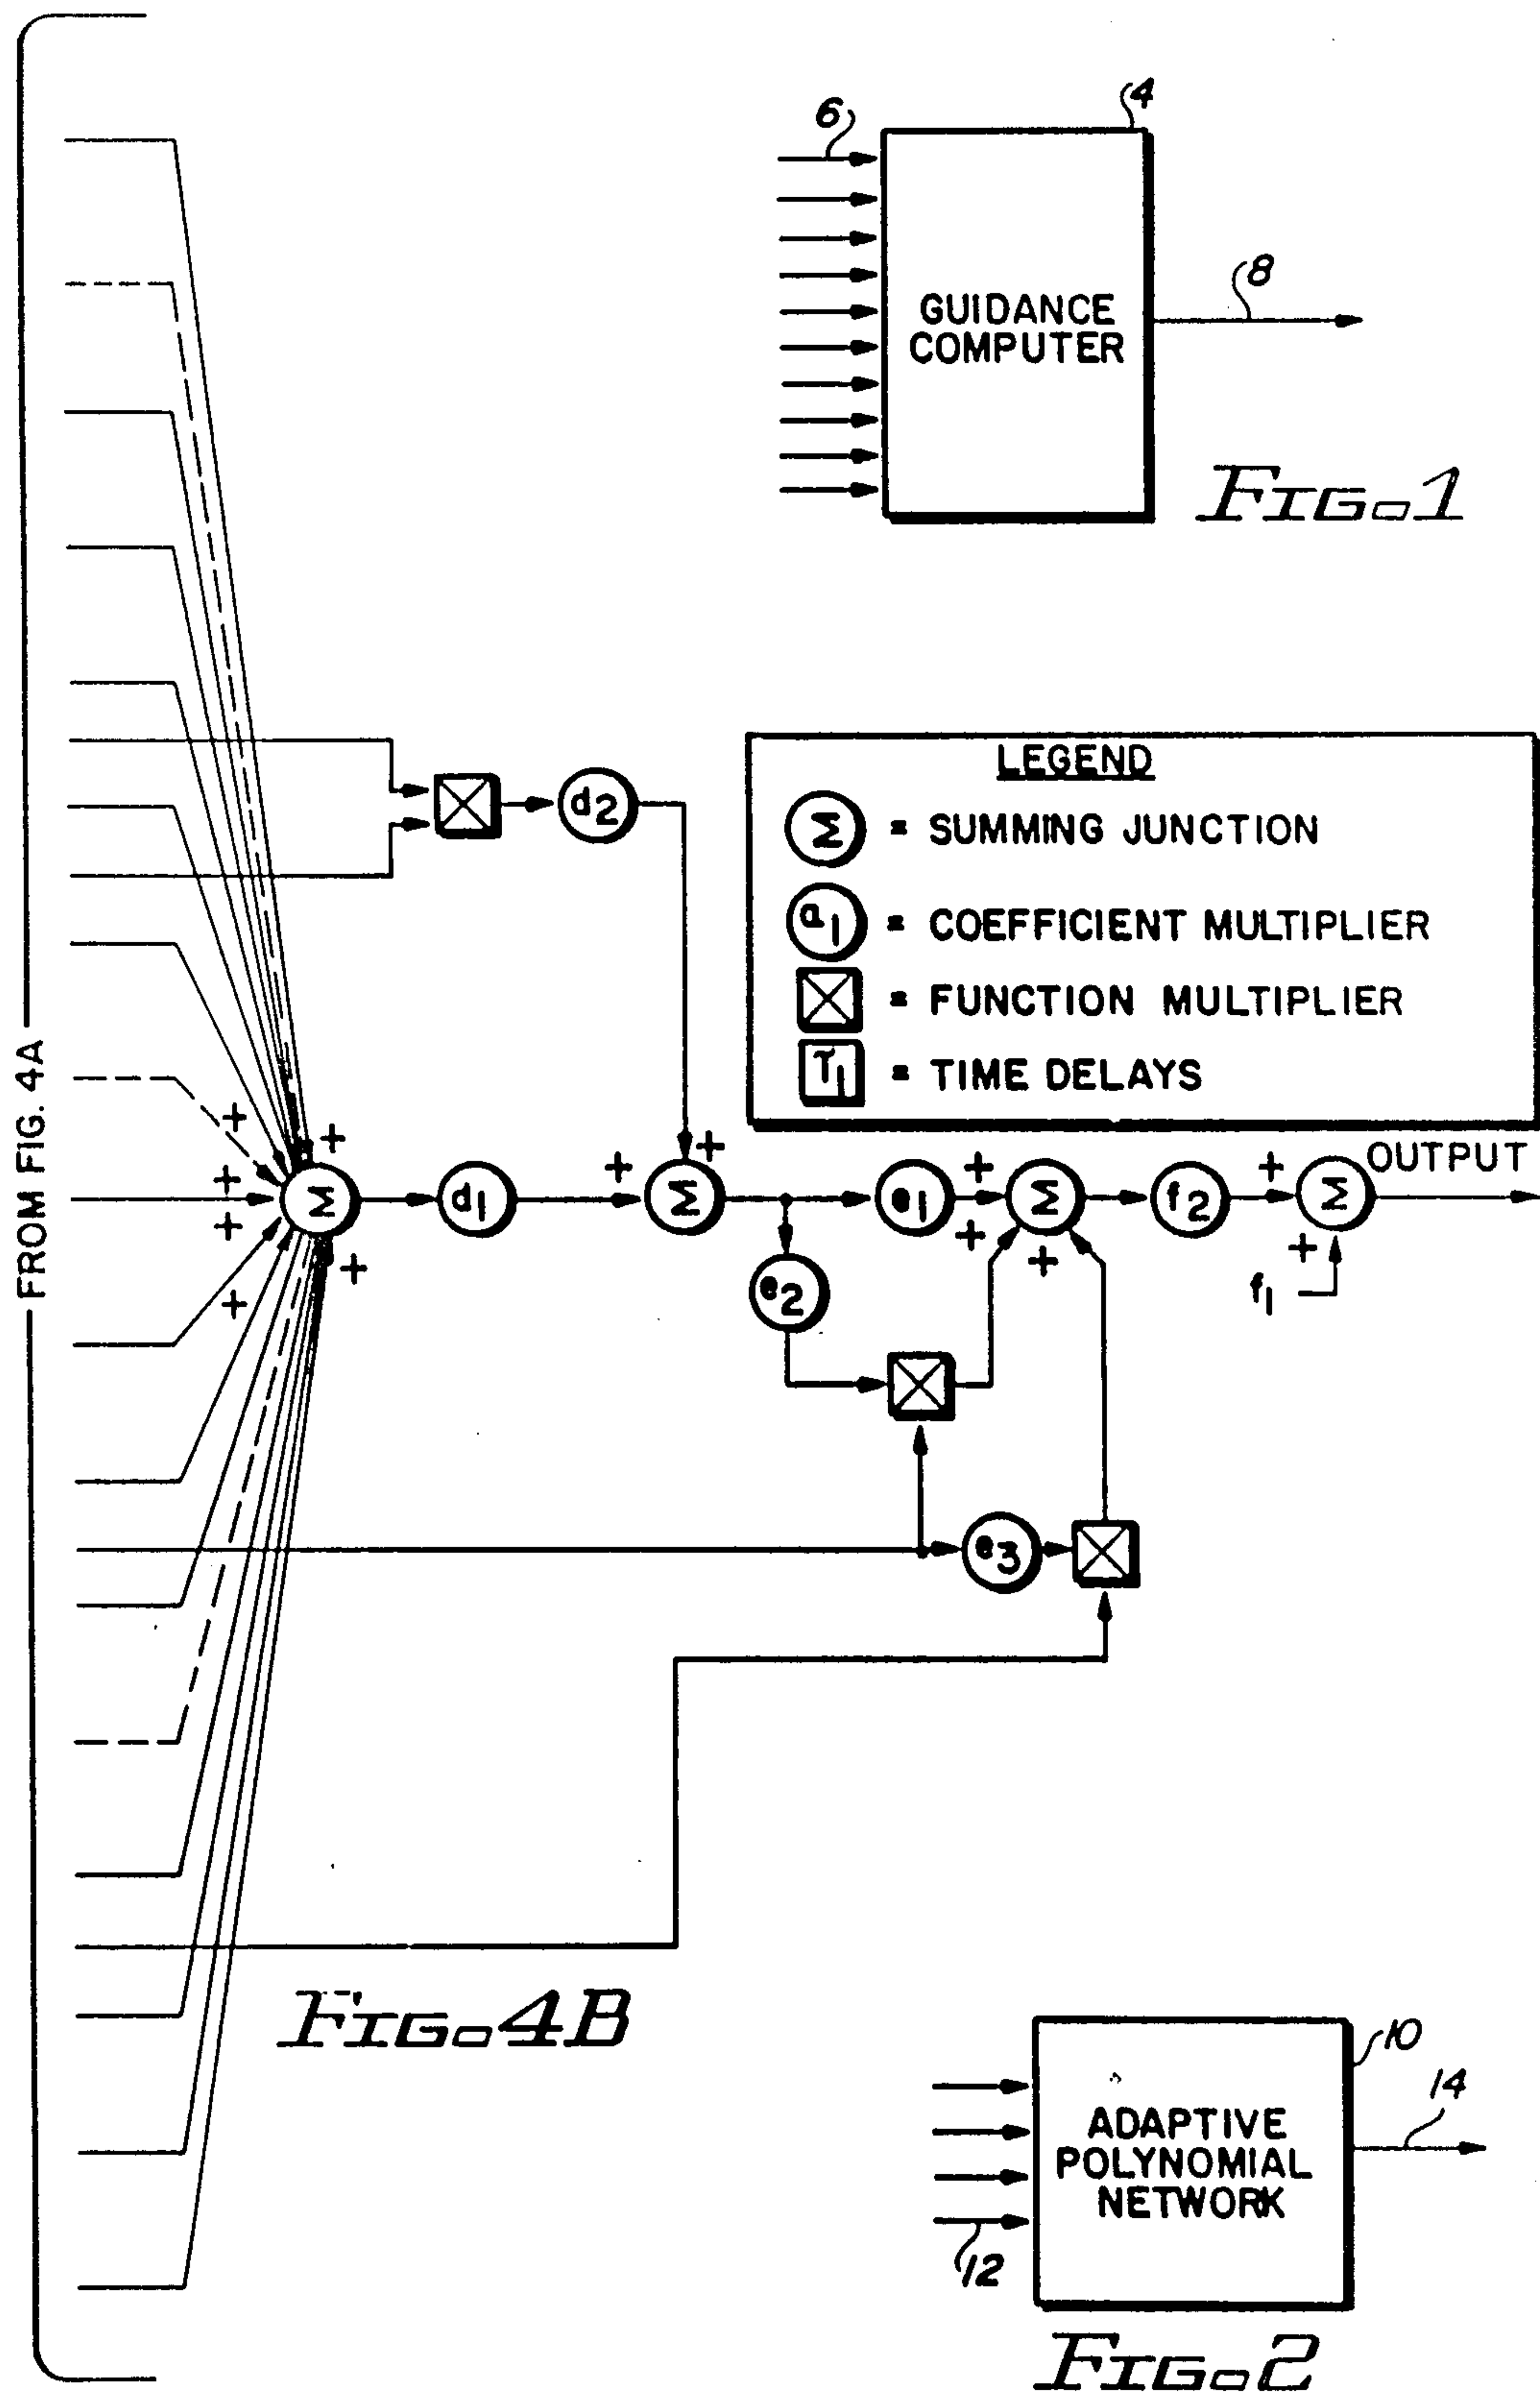 6
4
GUIDANCE
COMPUTER
8
FIG. 1
LEGEND
Σ = SUMMING JUNCTION
a1 = COEFFICIENT MULTIPLIER
= FUNCTION MULTIPLIER
T1 = TIME DELAYS
d2
FROM FIG. 4A
+ + + + + +
Σ d1 + Σ + e1 + Σ f2 + Σ OUTPUT
+ + +
f1
e2
e3
FIG. 4B
10
ADAPTIVE
POLYNOMIAL
NETWORK
14
12
FIG. 2